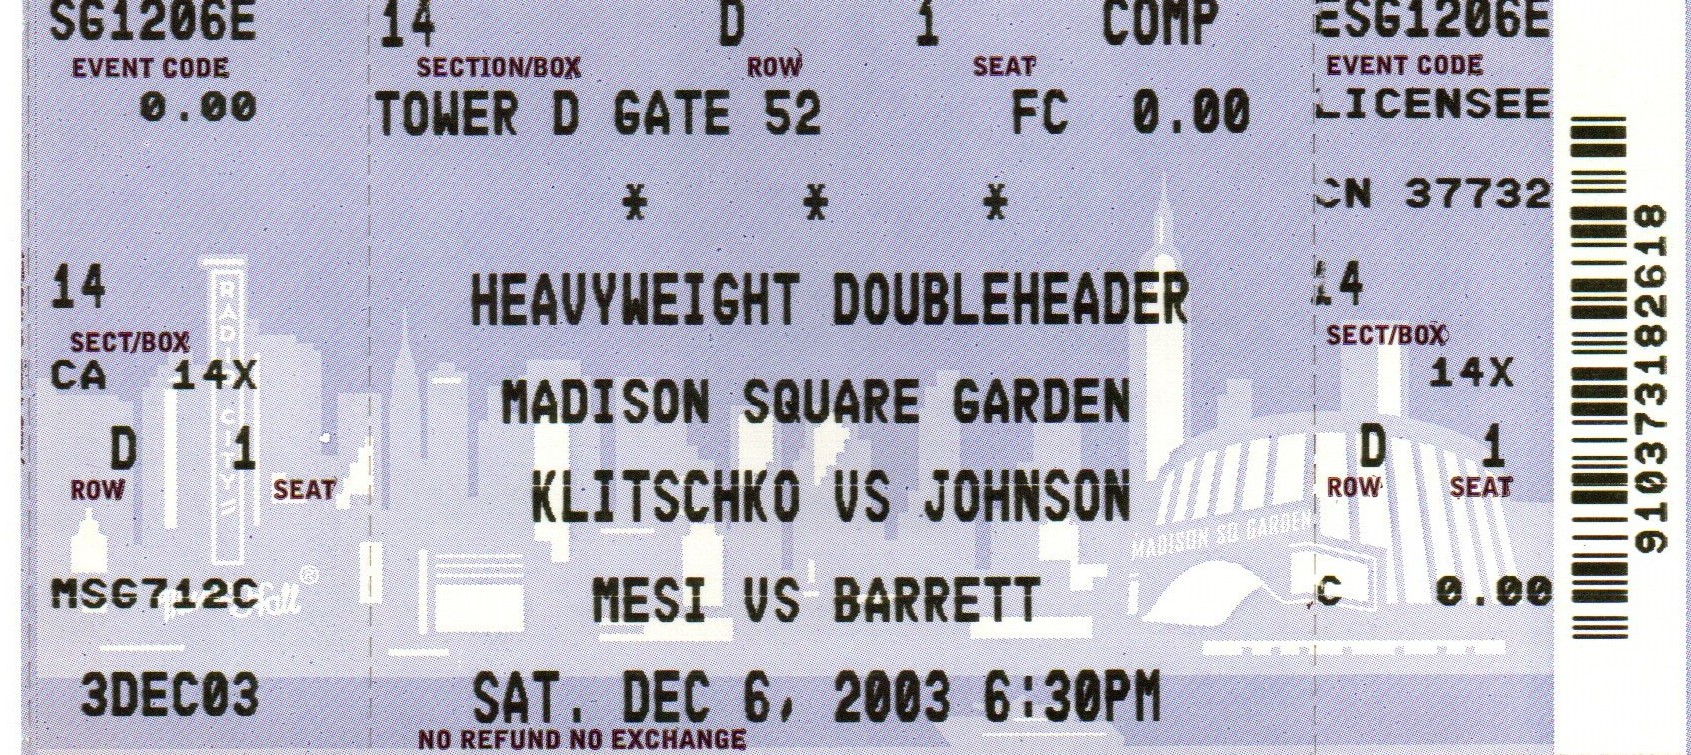 SG1206E 14 D 1 COMP ESG1206E
EVENT CODE SECTION/BOX ROW SEAT EVENT CODE
0.00 TOWER D GATE 52 FC 0.00 LICENSEE
* * *
CN 37732
14 HEAVYWEIGHT DOUBLEHEADER 14
SECT/BOX SECT/BOX
CA 14X MADISON SQUARE GARDEN 14X
D 1 D 1
ROW SEAT KLITSCHKO VS JOHNSON ROW SEAT
RADIO CITY
MADISON SQ GARDEN
MSG712C MESI VS BARRETT C 0.00
3DEC03 SAT. DEC 6, 2003 6:30PM
NO REFUND NO EXCHANGE
910373182618